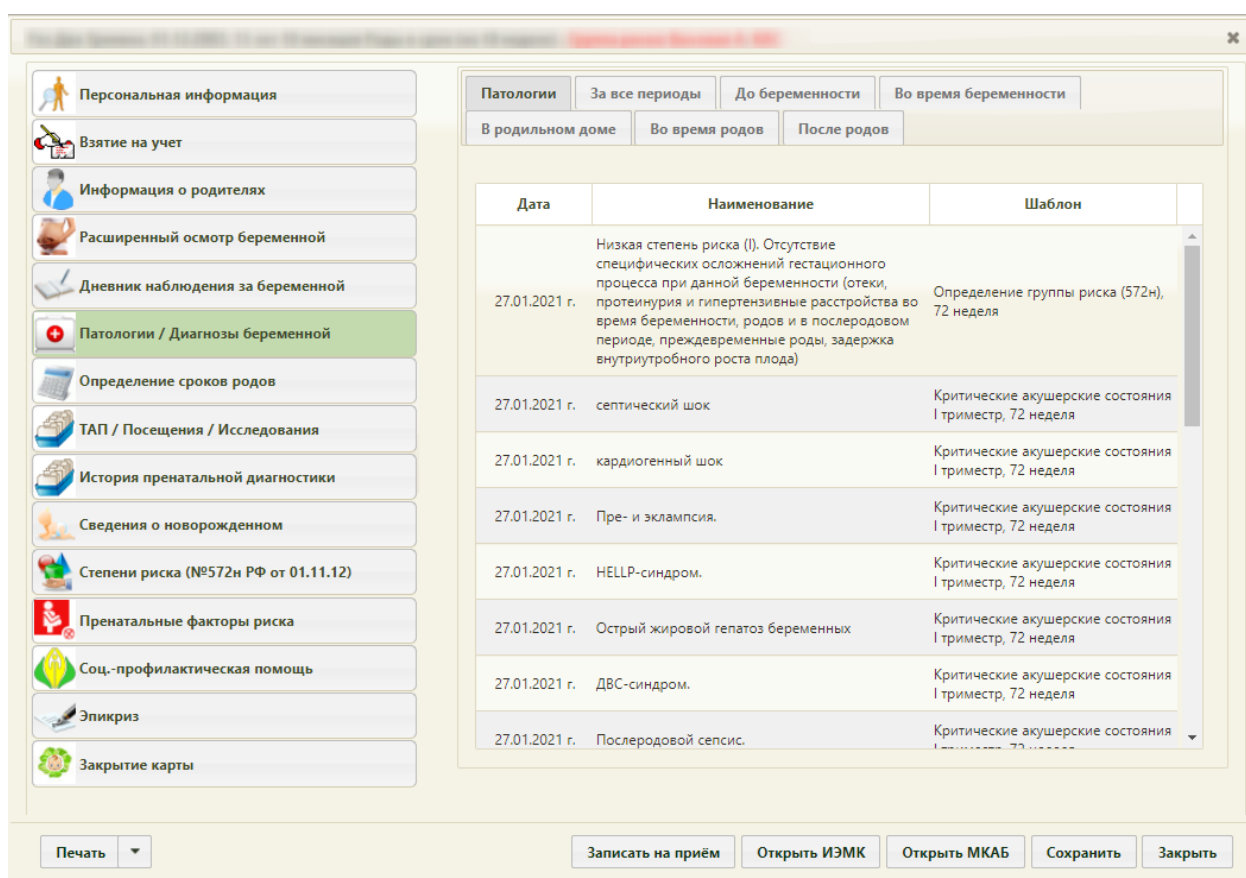 Персональная информация
Взятие на учет
Информация о родителях
Расширенный осмотр беременной
Дневник наблюдения за беременной
Патологии / Диагнозы беременной
Определение сроков родов
ТАП / Посещения / Исследования
История пренатальной диагностики
Сведения о новорожденном
Степени риска (№572н РФ от 01.11.12)
Пренатальные факторы риска
Соц.-профилактическая помощь
Эпикриз
Закрытие карты
Патологии За все периоды До беременности Во время беременности
В родильном доме Во время родов После родов
Дата Наименование Шаблон
Низкая степень риска (I). Отсутствие
специфических осложнений гестационного
процесса при данной беременности (отеки,
27.01.2021 г. протеинурия и гипертензивные расстройства во
время беременности, родов и в послеродовом
периоде, преждевременные роды, задержка
внутриутробного роста плода)
Определение группы риска (572н),
72 неделя
27.01.2021 г. септический шок
Критические акушерские состояния
I триместр, 72 неделя
27.01.2021 г. кардиогенный шок
Критические акушерские состояния
I триместр, 72 неделя
27.01.2021 г. Пре- и эклампсия.
Критические акушерские состояния
I триместр, 72 неделя
27.01.2021 г. HELLP-синдром.
Критические акушерские состояния
I триместр, 72 неделя
27.01.2021 г. Острый жировой гепатоз беременных
Критические акушерские состояния
I триместр, 72 неделя
27.01.2021 г. ДВС-синдром.
Критические акушерские состояния
I триместр, 72 неделя
27.01.2021 г. Послеродовой сепсис.
Критические акушерские состояния
I триместр, 72 неделя
Печать Записать на приём Открыть ИЭМК Открыть МКАБ Сохранить Закрыть